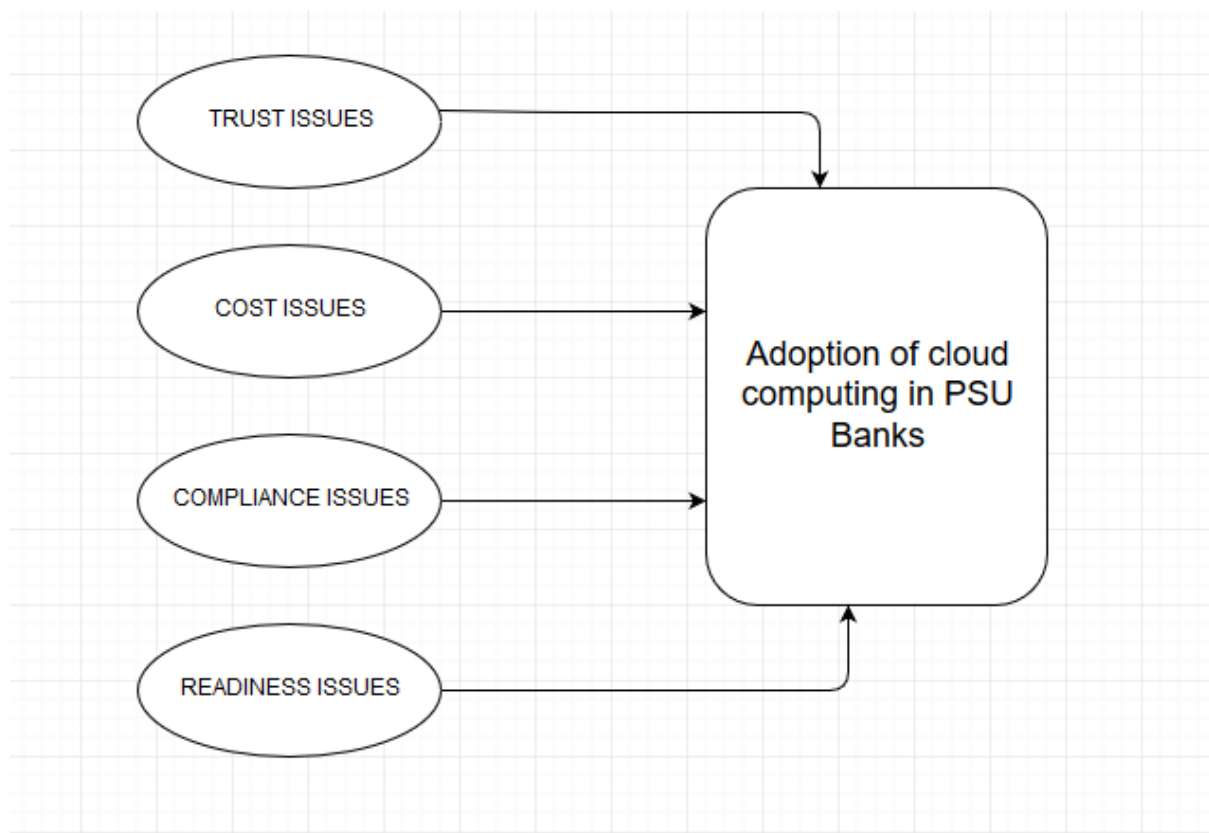 TRUST ISSUES
COST ISSUES
Adoption of cloud
computing in PSU
Banks
COMPLIANCE ISSUES
READINESS ISSUES